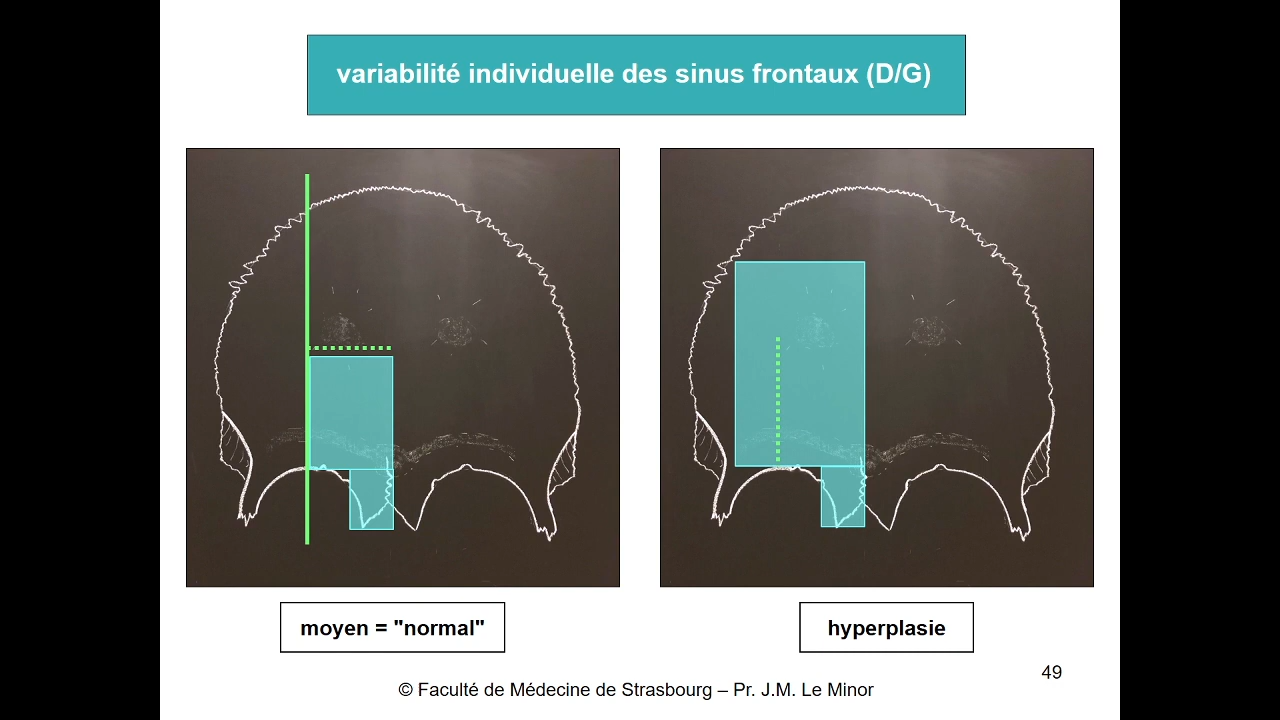 variabilité individuelle des sinus frontaux (D/G)
moyen = "normal"
hyperplasie
49
© Faculté de Médecine de Strasbourg – Pr. J.M. Le Minor